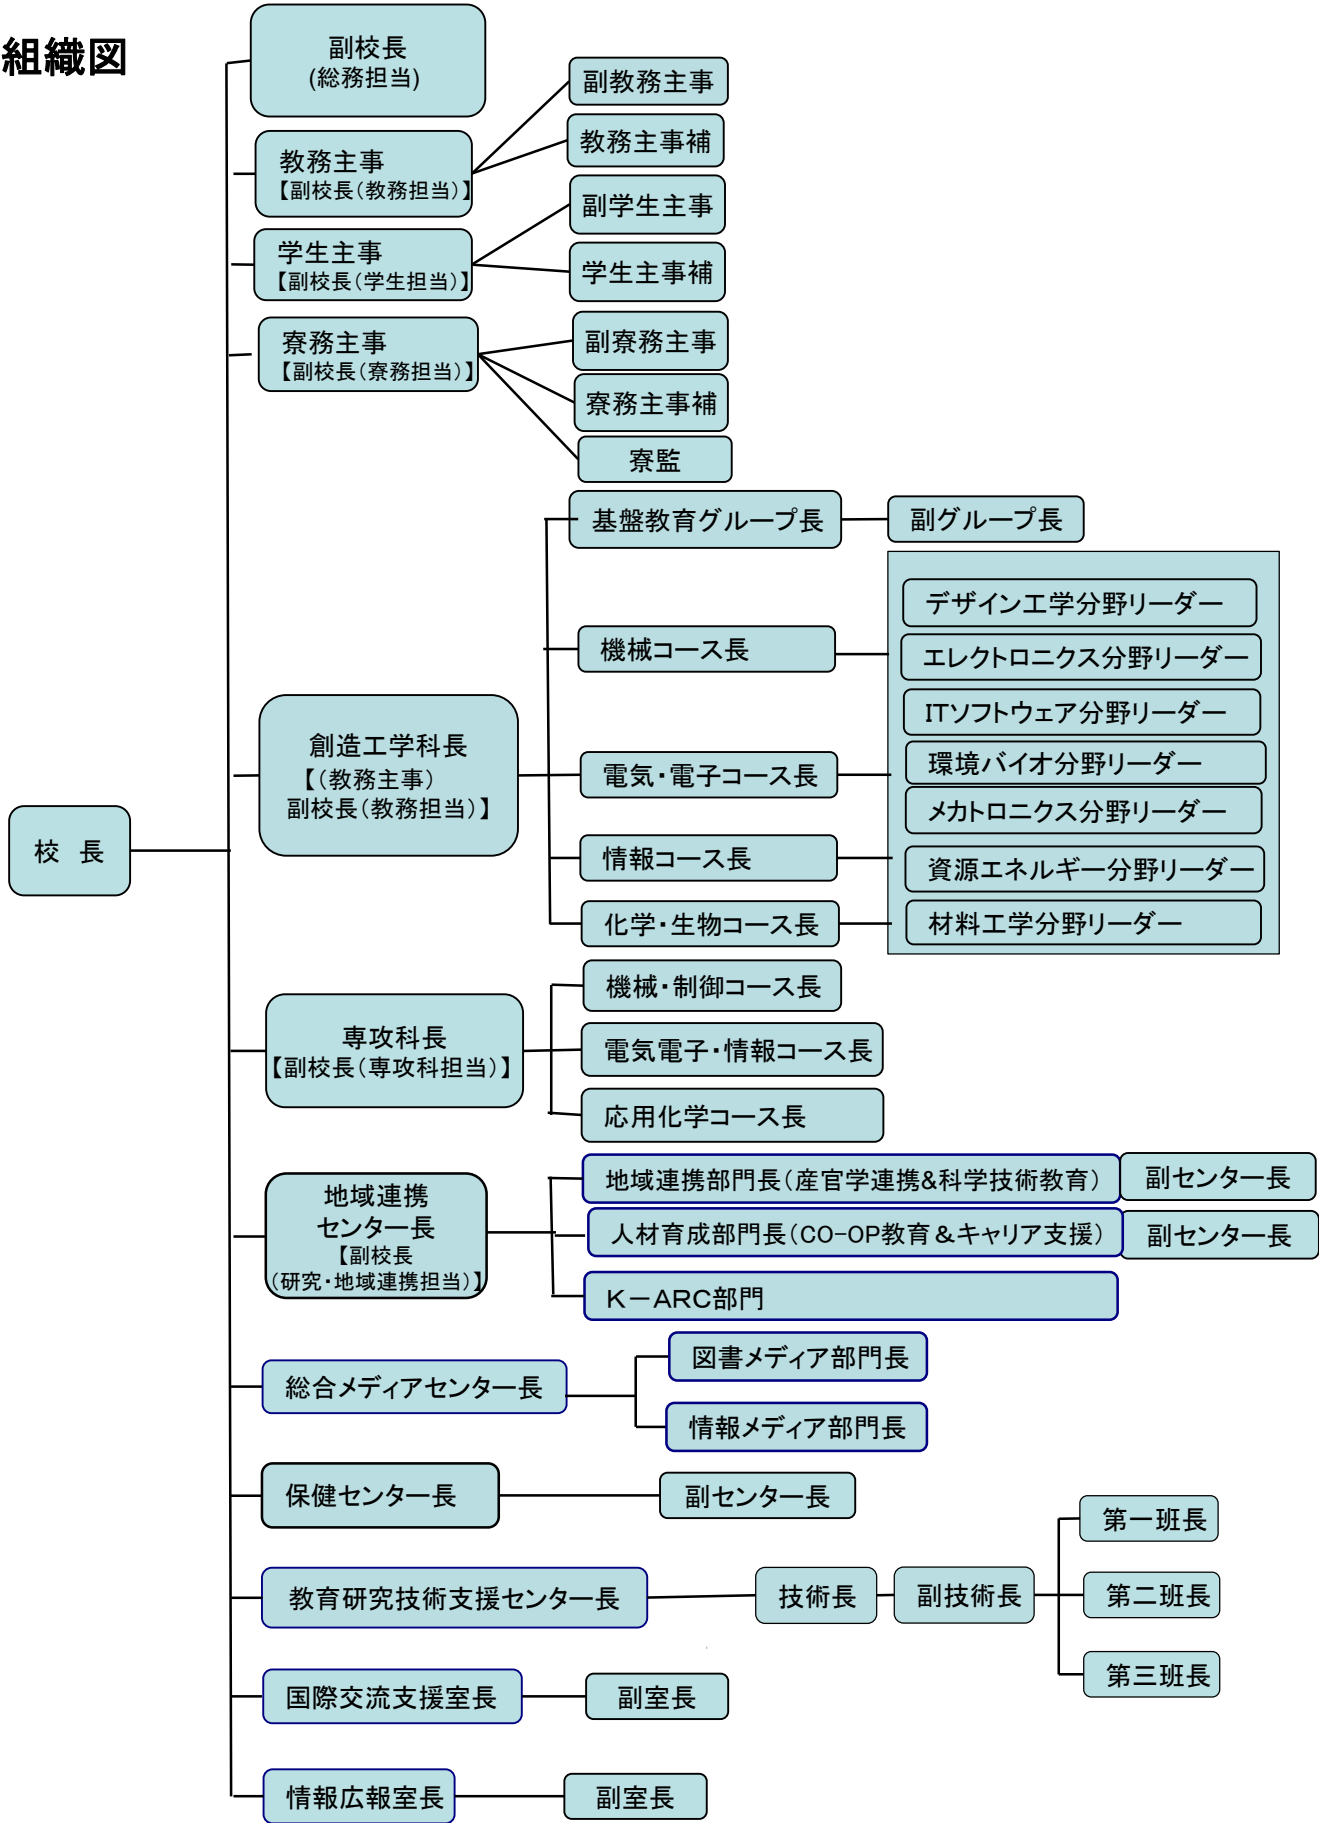 組織図
副校長
(総務担当)
教務主事
【副校長(教務担当)】
副教務主事
教務主事補
学生主事
【副校長(学生担当)】
副学生主事
学生主事補
寮務主事
【副校長(寮務担当)】
副寮務主事
寮務主事補
寮監
校　長
創造工学科長
【(教務主事)
副校長(教務担当)】
基盤教育グループ長
副グループ長
機械コース長
電気・電子コース長
情報コース長
化学・生物コース長
デザイン工学分野リーダー
エレクトロニクス分野リーダー
ITソフトウェア分野リーダー
環境バイオ分野リーダー
メカトロニクス分野リーダー
資源エネルギー分野リーダー
材料工学分野リーダー
専攻科長
【副校長(専攻科担当)】
機械・制御コース長
電気電子・情報コース長
応用化学コース長
地域連携
センター長
【副校長
(研究・地域連携担当)】
地域連携部門長(産官学連携&科学技術教育)
副センター長
人材育成部門長(CO-OP教育&キャリア支援)
副センター長
K－ARC部門
総合メディアセンター長
図書メディア部門長
情報メディア部門長
保健センター長
副センター長
教育研究技術支援センター長
技術長
副技術長
第一班長
第二班長
第三班長
国際交流支援室長
副室長
情報広報室長
副室長